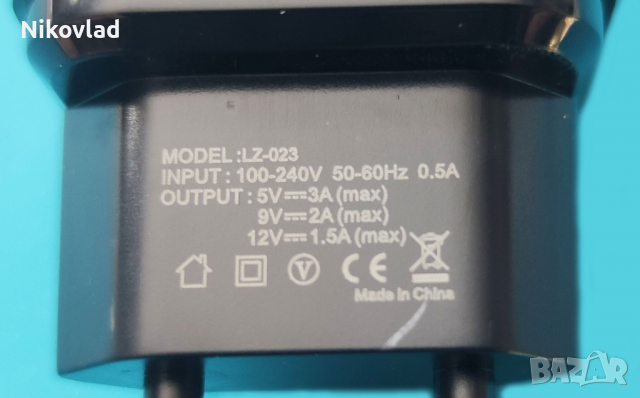 Nikovlad
MODEL :LZ-023
INPUT : 100-240V 50-60Hz 0.5A
OUTPUT : 5V⎓3A (max)
9V⎓2A (max)
12V⎓1.5A (max)
V CE
Made in China
BAZAR